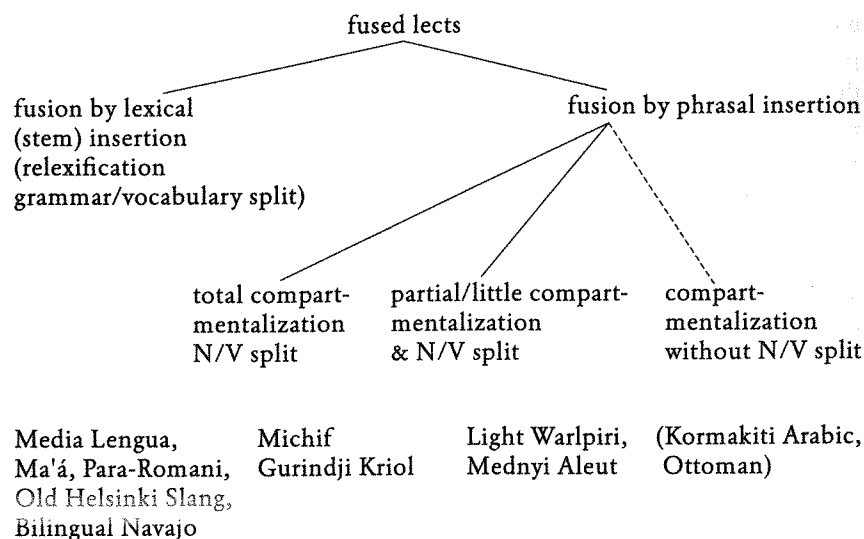 fused lects
fusion by lexical
(stem) insertion
(relexification
grammar/vocabulary split)
fusion by phrasal insertion
total compart-
mentalization
N/V split
partial/little compart-
mentalization
& N/V split
compart-
mentalization
without N/V split
Media Lengua,
Ma'á, Para-Romani,
Old Helsinki Slang,
Bilingual Navajo
Michif
Gurindji Kriol
Light Warlpiri,
Mednyi Aleut
(Kormakiti Arabic,
Ottoman)